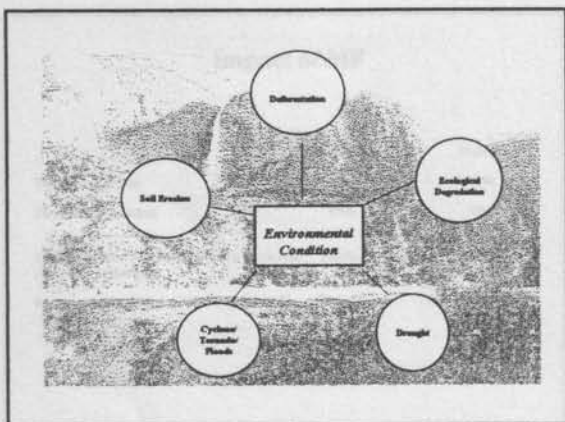 Deforestation
Soil Erosion
Ecological
Degradation
Environmental
Condition
Cyclone/
Tornado/
Floods
Drought